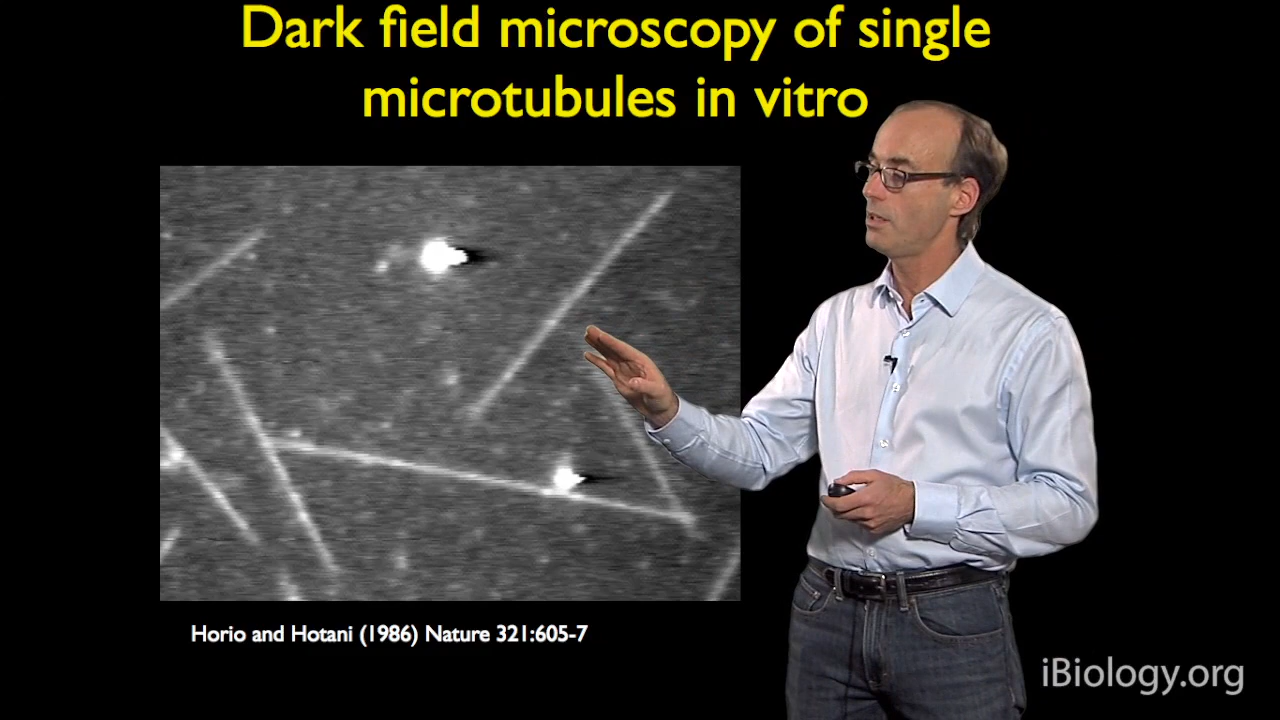 Dark field microscopy of single
microtubules in vitro
Horio and Hotani (1986) Nature 321:605-7
iBiology.org